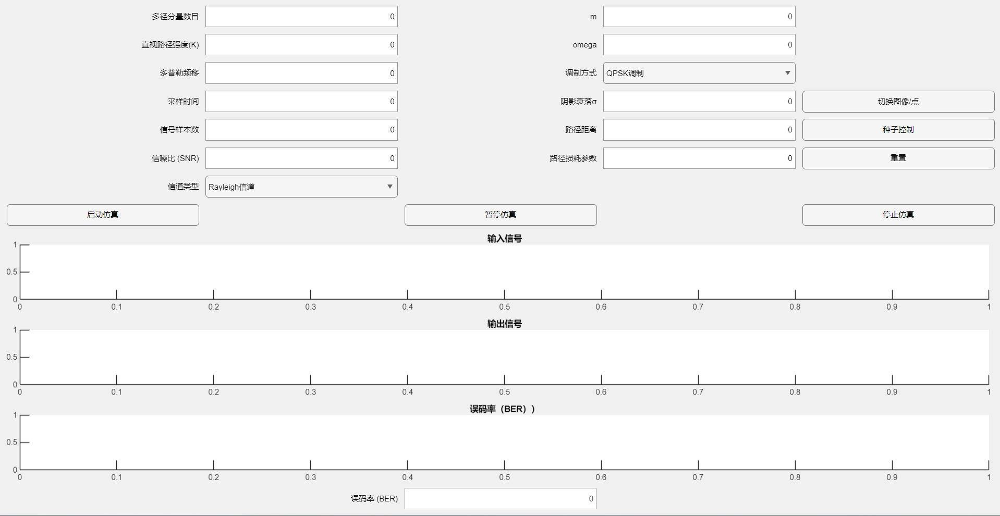 多径分量数目 0 m 0
直视路径强度(K) 0 omega 0
多普勒频移 0 调制方式 QPSK调制
采样时间 0 阴影衰落σ 0 切换图像/点
信号样本数 0 路径距离 0 种子控制
信噪比 (SNR) 0 路径损耗参数 0 重置
信道类型 Rayleigh信道
启动仿真 暂停仿真 停止仿真
输入信号
1
0.5
0
0 0.1 0.2 0.3 0.4 0.5 0.6 0.7 0.8 0.9 1
输出信号
1
0.5
0
0 0.1 0.2 0.3 0.4 0.5 0.6 0.7 0.8 0.9 1
误码率（BER））
1
0.5
0
0 0.1 0.2 0.3 0.4 0.5 0.6 0.7 0.8 0.9 1
误码率 (BER) 0